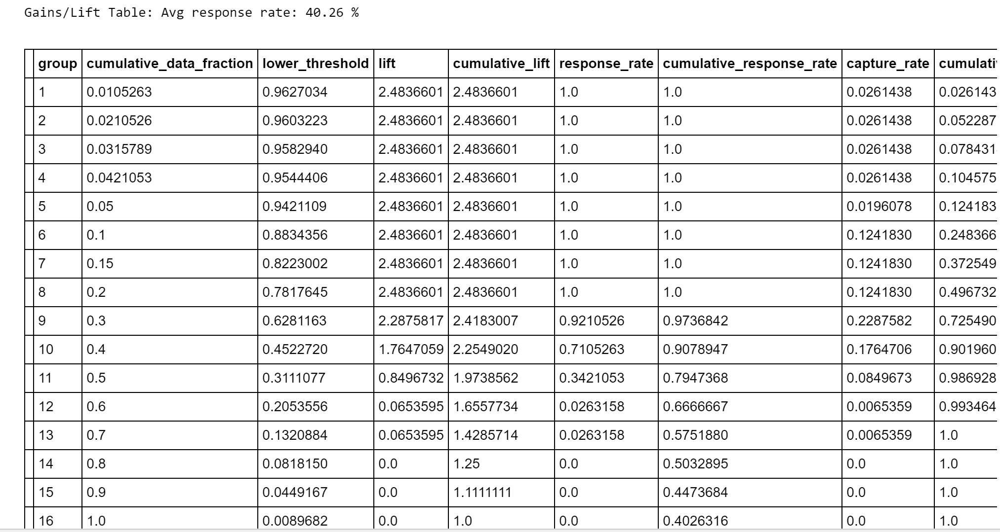 Gains/Lift Table: Avg response rate: 40.26 %
group cumulative_data_fraction lower_threshold lift cumulative_lift response_rate cumulative_response_rate capture_rate cumulati
1 0.0105263 0.9627034 2.4836601 2.4836601 1.0 1.0 0.0261438 0.026143
2 0.0210526 0.9603223 2.4836601 2.4836601 1.0 1.0 0.0261438 0.052287
3 0.0315789 0.9582940 2.4836601 2.4836601 1.0 1.0 0.0261438 0.078431
4 0.0421053 0.9544406 2.4836601 2.4836601 1.0 1.0 0.0261438 0.104575
5 0.05 0.9421109 2.4836601 2.4836601 1.0 1.0 0.0196078 0.124183
6 0.1 0.8834356 2.4836601 2.4836601 1.0 1.0 0.1241830 0.248366
7 0.15 0.8223002 2.4836601 2.4836601 1.0 1.0 0.1241830 0.372549
8 0.2 0.7817645 2.4836601 2.4836601 1.0 1.0 0.1241830 0.496732
9 0.3 0.6281163 2.2875817 2.4183007 0.9210526 0.9736842 0.2287582 0.725490
10 0.4 0.4522720 1.7647059 2.2549020 0.7105263 0.9078947 0.1764706 0.901960
11 0.5 0.3111077 0.8496732 1.9738562 0.3421053 0.7947368 0.0849673 0.986928
12 0.6 0.2053556 0.0653595 1.6557734 0.0263158 0.6666667 0.0065359 0.993464
13 0.7 0.1320884 0.0653595 1.4285714 0.0263158 0.5751880 0.0065359 1.0
14 0.8 0.0818150 0.0 1.25 0.0 0.5032895 0.0 1.0
15 0.9 0.0449167 0.0 1.1111111 0.0 0.4473684 0.0 1.0
16 1.0 0.0089682 0.0 1.0 0.0 0.4026316 0.0 1.0